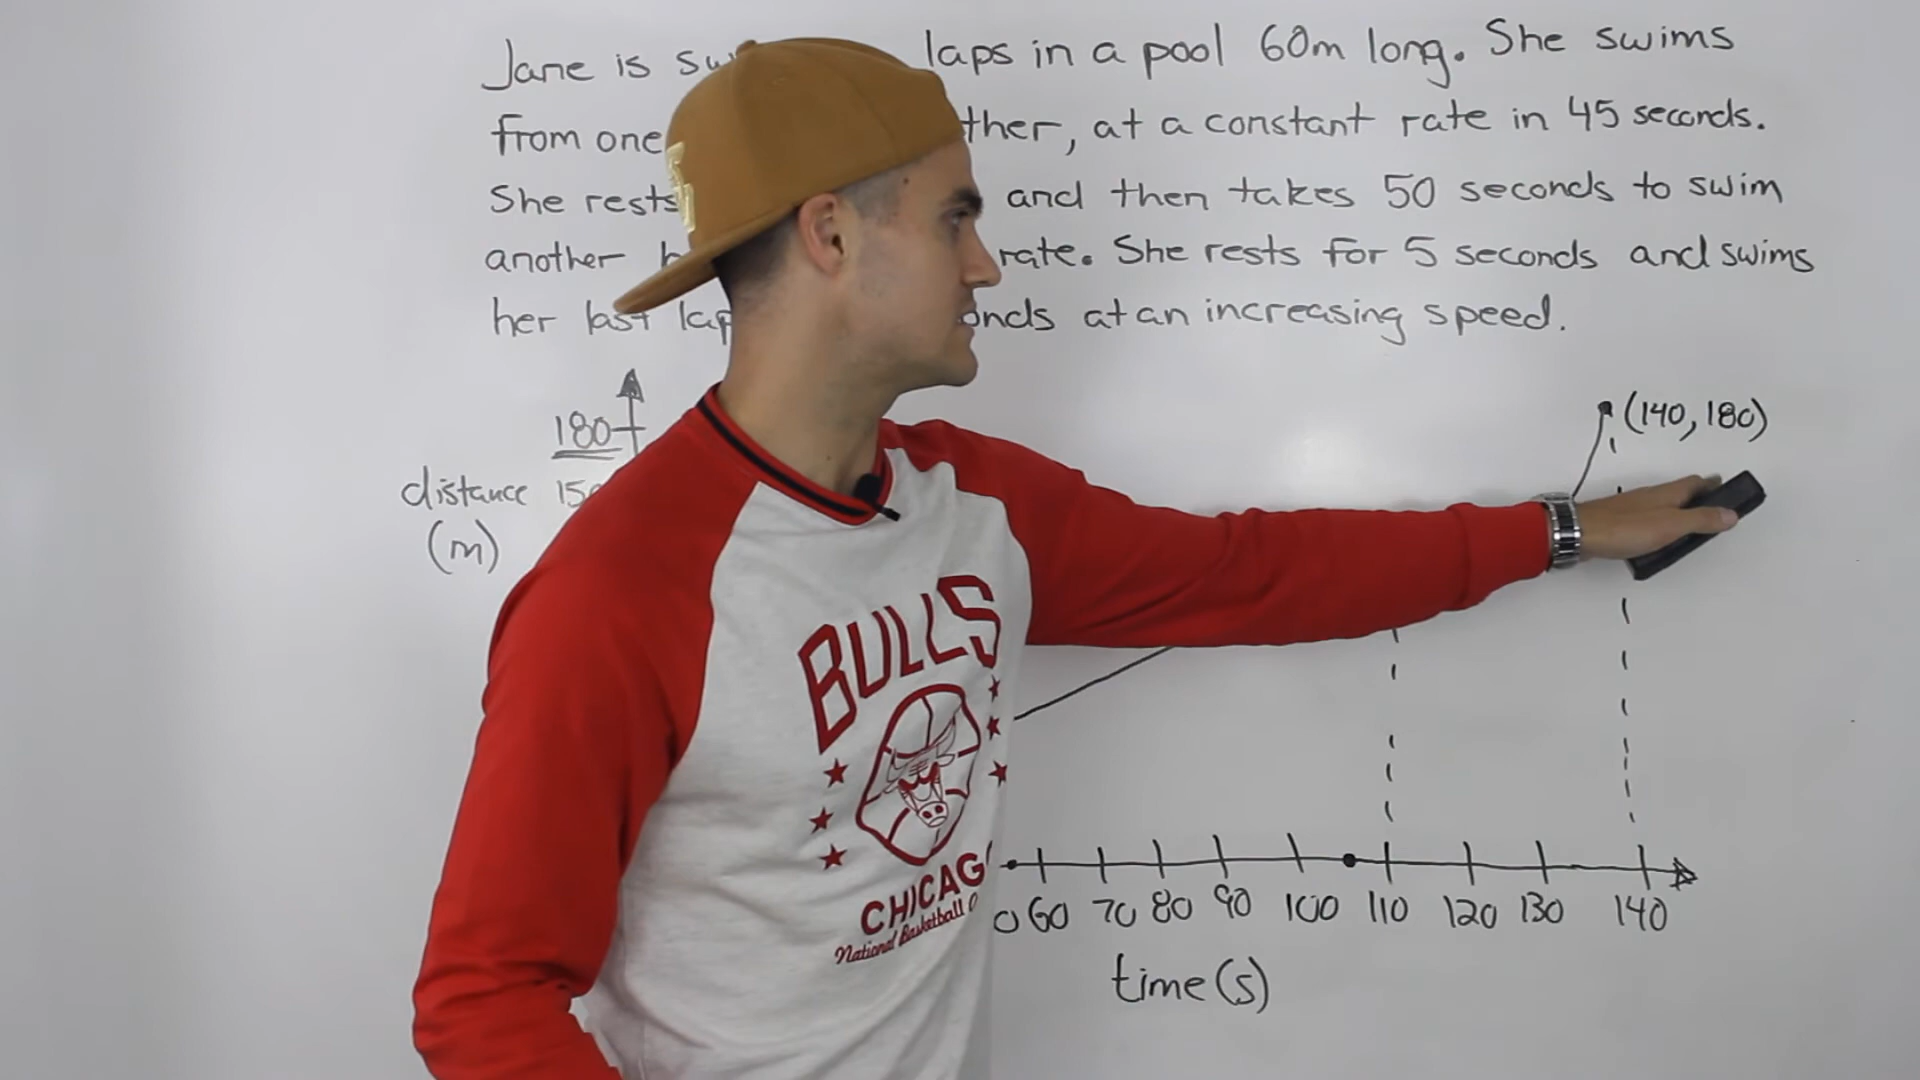 Jane is laps in a pool 60m long. She swims
from one ther, at a constant rate in 45 seconds.
She rests and then takes 50 seconds to swim
another rate. She rests for 5 seconds and swims
her last lap onds at an increasing speed.
180
(140, 180)
distance
(m)
BULLS
CHICAG
National Basketball
60 70 80 90 100 110 120 130 140
time (s)